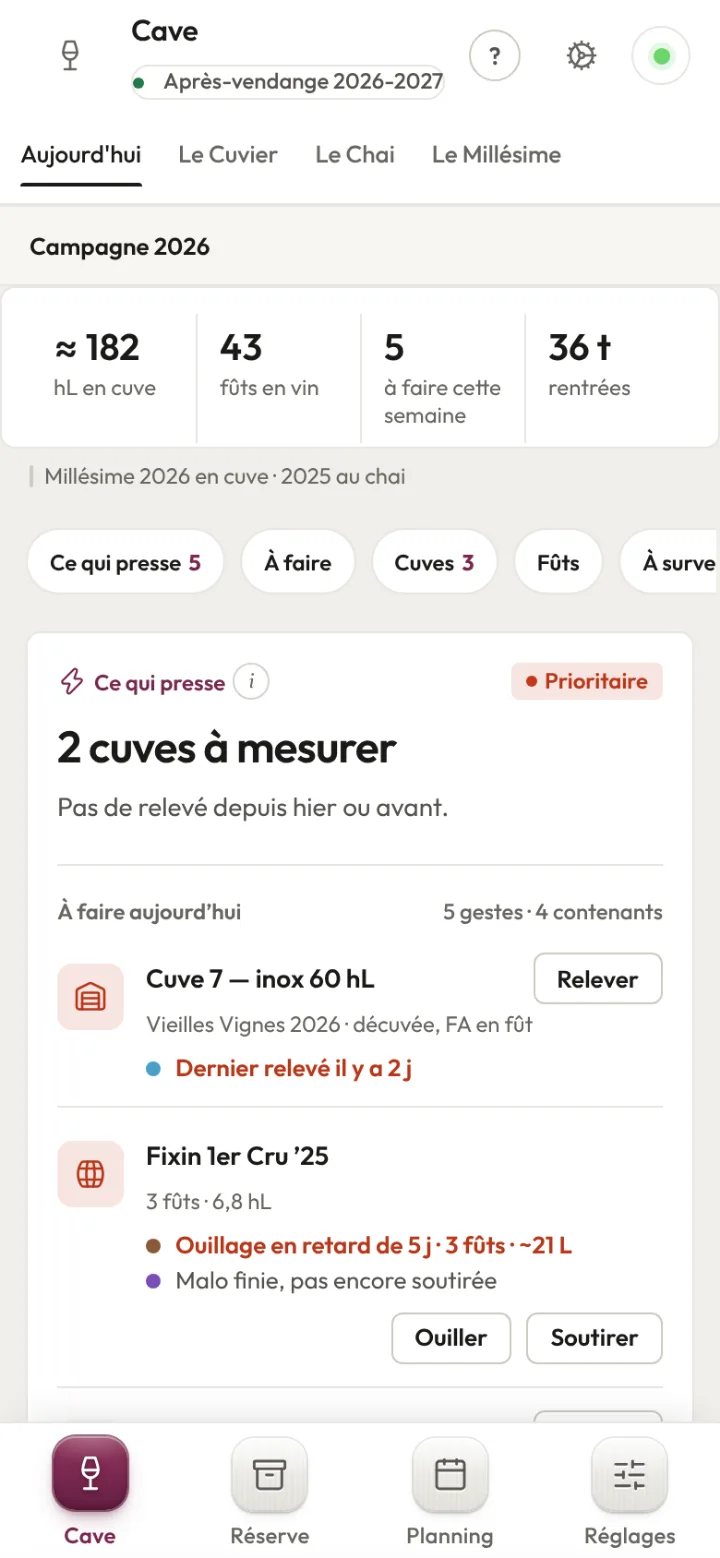 Cave
Après-vendange 2026-2027
?
Aujourd'hui
Le Cuvier
Le Chai
Le Millésime
Campagne 2026
≈ 182
hL en cuve
43
fûts en vin
5
à faire cette
semaine
36 t
rentrées
Millésime 2026 en cuve · 2025 au chai
Ce qui presse 5
À faire
Cuves 3
Fûts
À surve
Ce qui presse
i
Prioritaire
2 cuves à mesurer
Pas de relevé depuis hier ou avant.
À faire aujourd’hui
5 gestes · 4 contenants
Cuve 7 — inox 60 hL
Relever
Vieilles Vignes 2026 · décuvée, FA en fût
Dernier relevé il y a 2 j
Fixin 1er Cru ’25
3 fûts · 6,8 hL
Ouillage en retard de 5 j · 3 fûts · ~21 L
Malo finie, pas encore soutirée
Ouiller
Soutirer
Cave
Réserve
Planning
Réglages